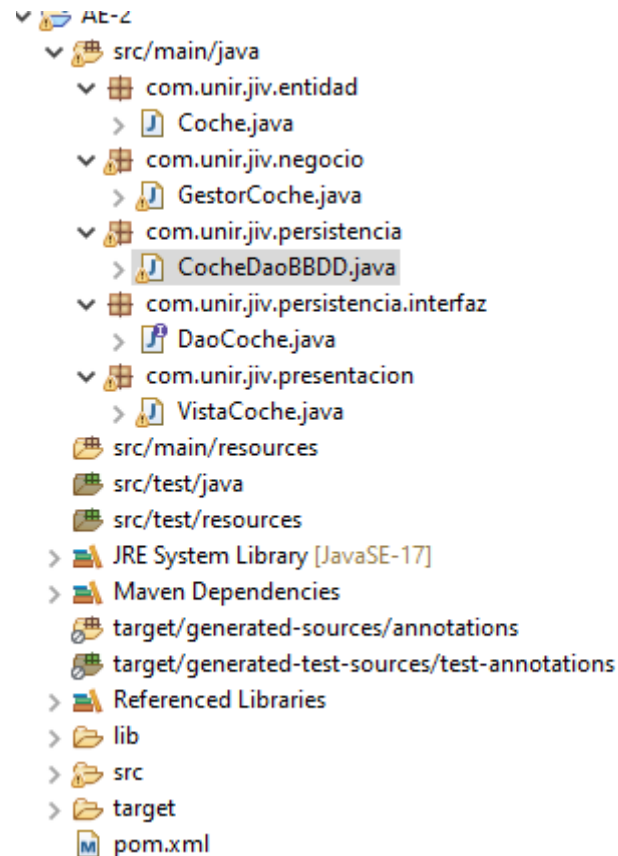 AE-2
src/main/java
com.unir.jiv.entidad
Coche.java
com.unir.jiv.negocio
GestorCoche.java
com.unir.jiv.persistencia
CocheDaoBBDD.java
com.unir.jiv.persistencia.interfaz
DaoCoche.java
com.unir.jiv.presentacion
VistaCoche.java
src/main/resources
src/test/java
src/test/resources
JRE System Library [JavaSE-17]
Maven Dependencies
target/generated-sources/annotations
target/generated-test-sources/test-annotations
Referenced Libraries
lib
src
target
pom.xml